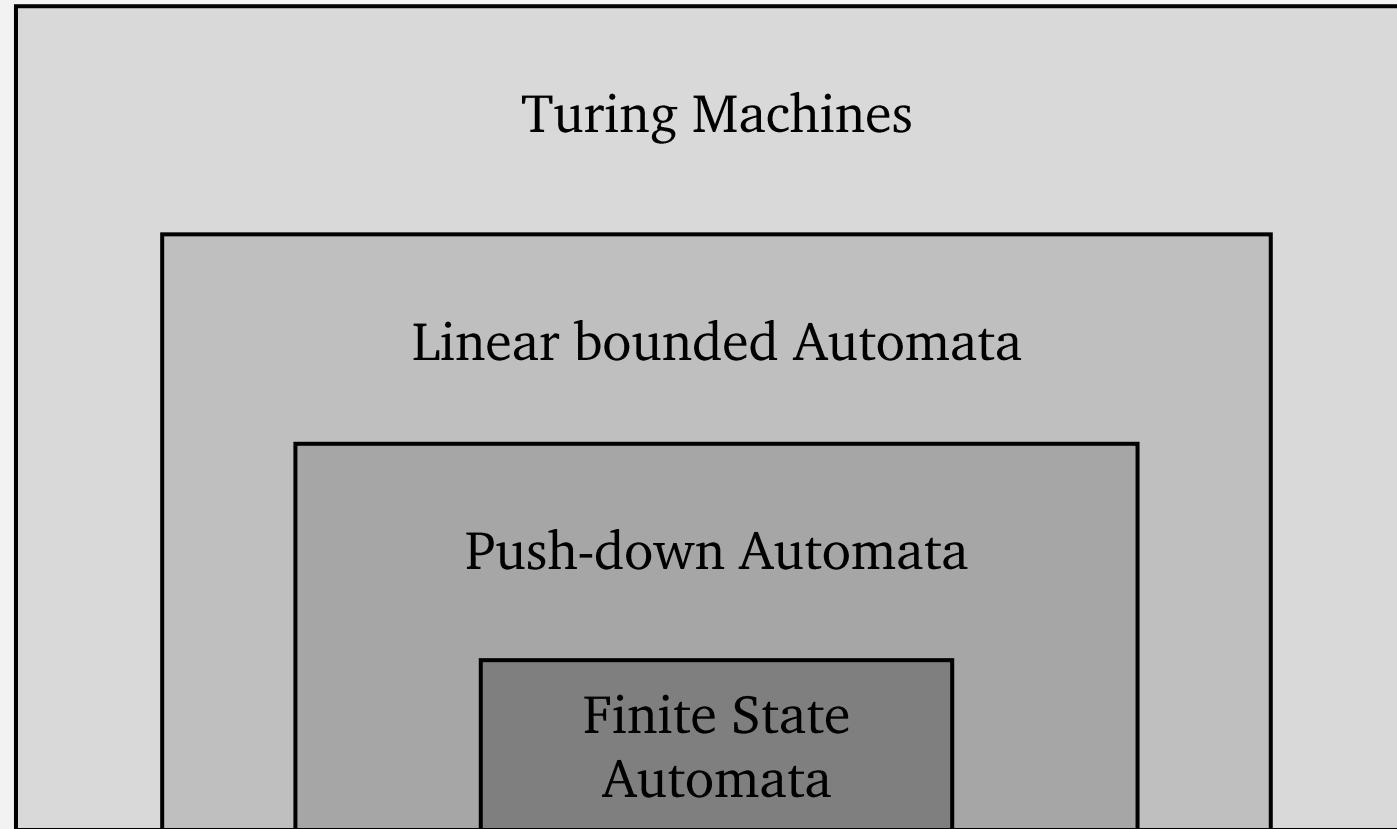 Turing Machines
Linear bounded Automata
Push-down Automata
Finite State
Automata